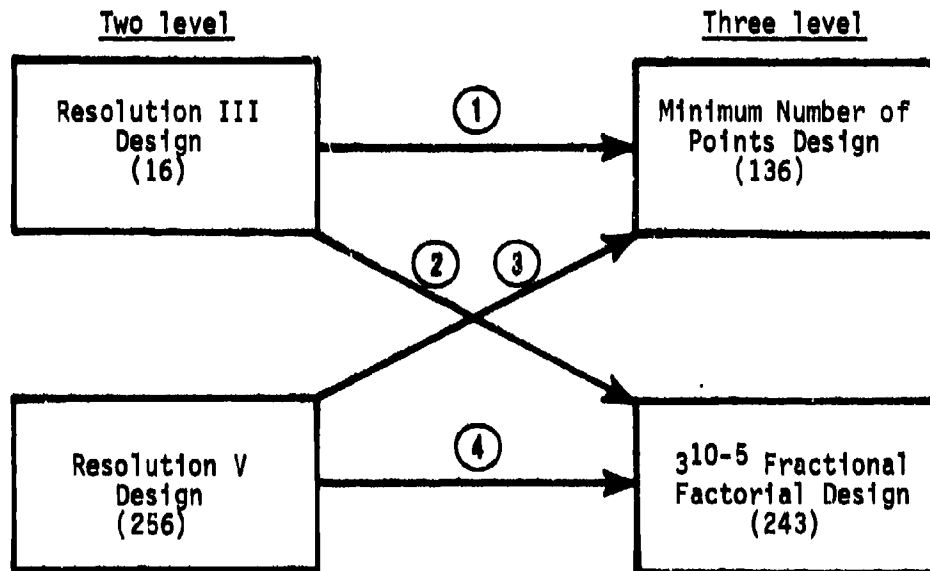 Two level
Three level
Resolution III
Design
(16)
1
Minimum Number of
Points Design
(136)
2
3
Resolution V
Design
(256)
4
3^10-5 Fractional
Factorial Design
(243)